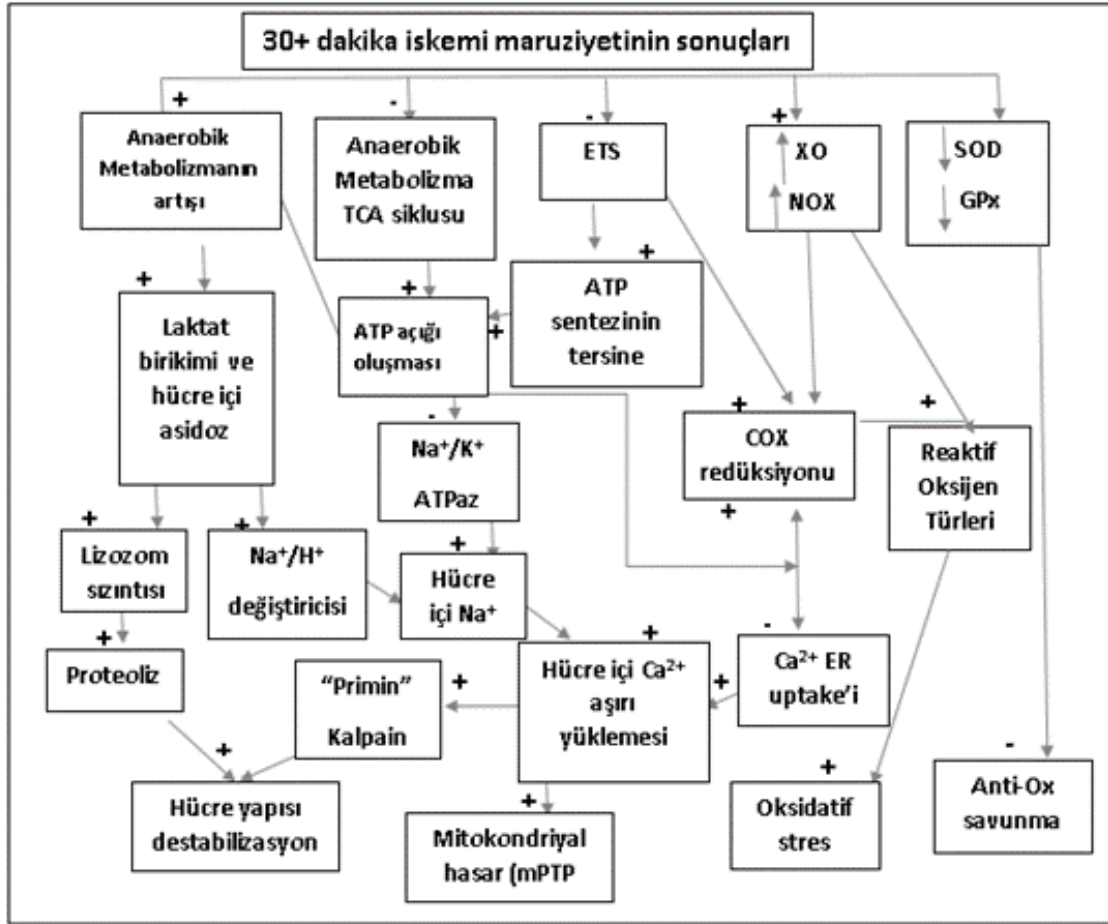 30+ dakika iskemi maruziyetinin sonuçları
+
-
-
+
Anaerobik
Metabolizmanın
artışı
Anaerobik
Metabolizma
TCA siklusu
ETS
XO
NOX
SOD
GPx
+
+
+
Laktat
birikimi ve
hücre içi
asidoz
ATP açığı
oluşması
+
ATP
sentezinin
tersine
-
+
+
Na⁺/K⁺
ATPaz
COX
redüksiyonu
Reaktif
Oksijen
Türleri
+
+
+
+
Lizozom
sızıntısı
Na⁺/H⁺
değiştiricisi
Hücre
içi Na⁺
+
-
+
Proteoliz
"Primin"
Kalpain
+
Hücre içi Ca²⁺
aşırı
yüklemesi
+
Ca²⁺ ER
uptake'i
+
+
+
-
Hücre yapısı
destabilizasyon
Mitokondriyal
hasar (mPTP
Oksidatif
stres
Anti-Ox
savunma